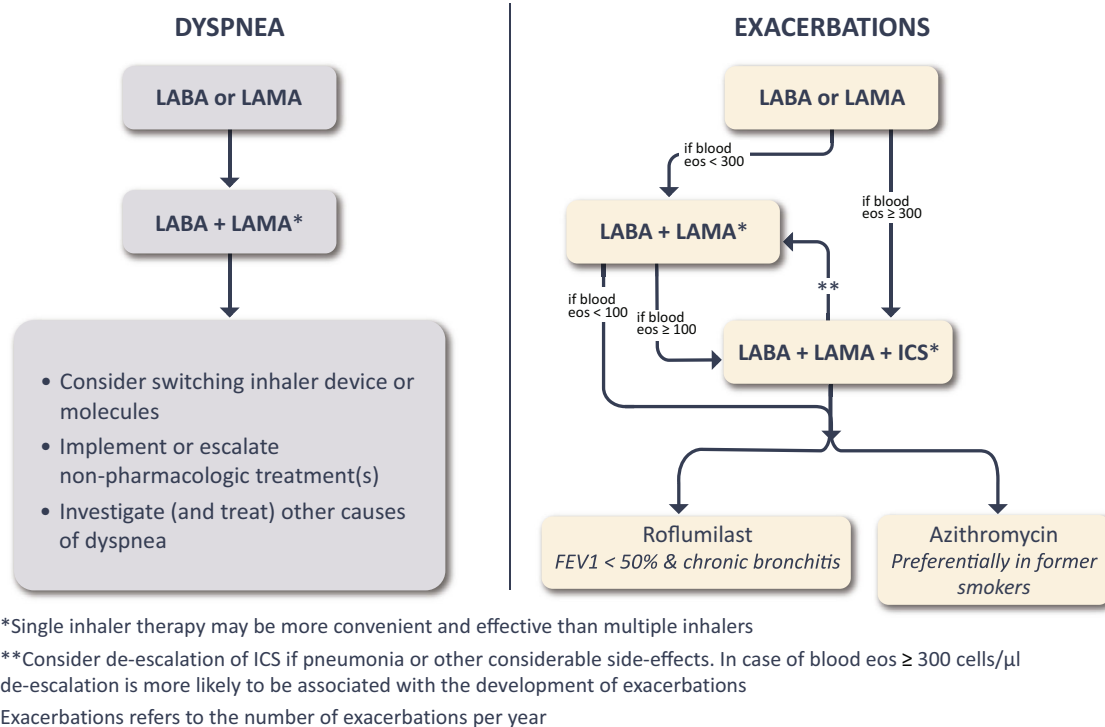 DYSPNEA
LABA or LAMA
LABA + LAMA*
• Consider switching inhaler device or
molecules
• Implement or escalate
non-pharmacologic treatment(s)
• Investigate (and treat) other causes
of dyspnea
EXACERBATIONS
LABA or LAMA
if blood
eos < 300
if blood
eos ≥ 300
LABA + LAMA*
**
if blood
eos < 100
if blood
eos ≥ 100
LABA + LAMA + ICS*
Roflumilast
FEV1 < 50% & chronic bronchitis
Azithromycin
Preferentially in former
smokers
*Single inhaler therapy may be more convenient and effective than multiple inhalers
**Consider de-escalation of ICS if pneumonia or other considerable side-effects. In case of blood eos ≥ 300 cells/µl
de-escalation is more likely to be associated with the development of exacerbations
Exacerbations refers to the number of exacerbations per year